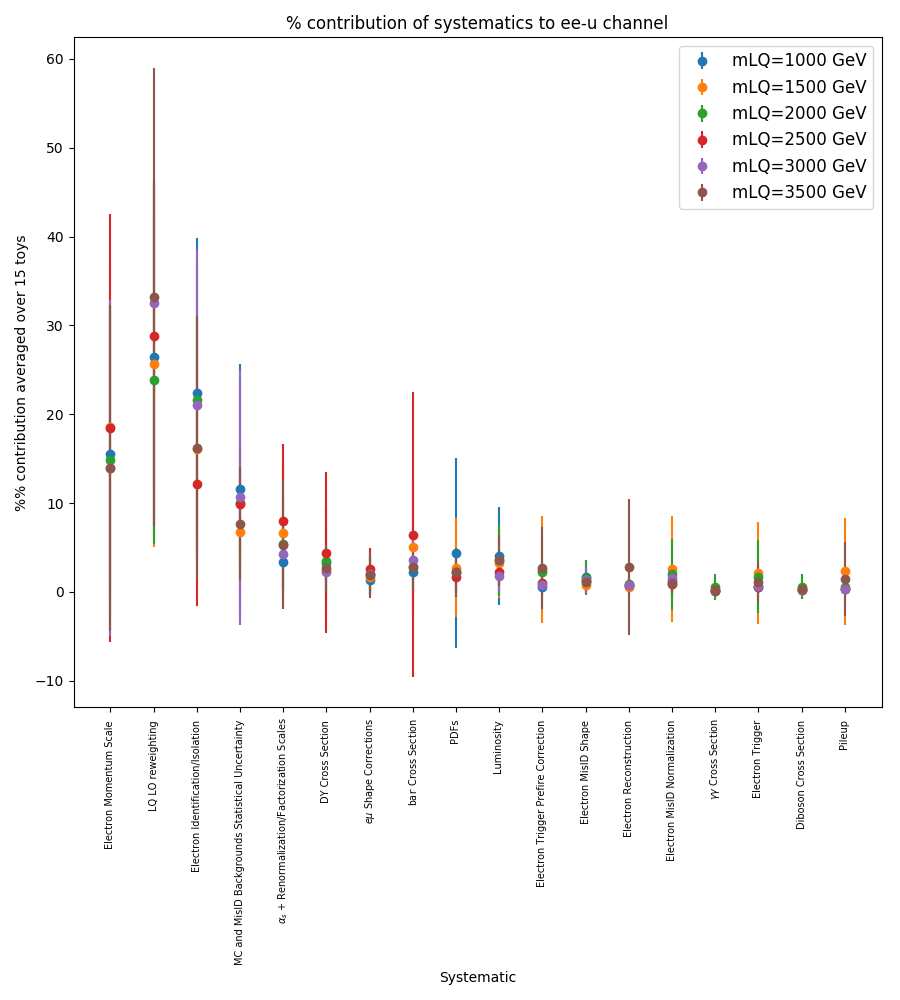 % contribution of systematics to ee-u channel
60
50
40
30
20
10
0
−10
%% contribution averaged over 15 toys
mLQ=1000 GeV
mLQ=1500 GeV
mLQ=2000 GeV
mLQ=2500 GeV
mLQ=3000 GeV
mLQ=3500 GeV
Electron Momentum Scale
LQ LO reweighting
Electron Identification/Isolation
MC and MisID Backgrounds Statistical Uncertainty
αs + Renormalization/Factorization Scales
DY Cross Section
eμ Shape Corrections
bar Cross Section
PDFs
Luminosity
Electron Trigger Prefire Correction
Electron MisID Shape
Electron Reconstruction
Electron MisID Normalization
γγ Cross Section
Electron Trigger
Diboson Cross Section
Pileup
Systematic